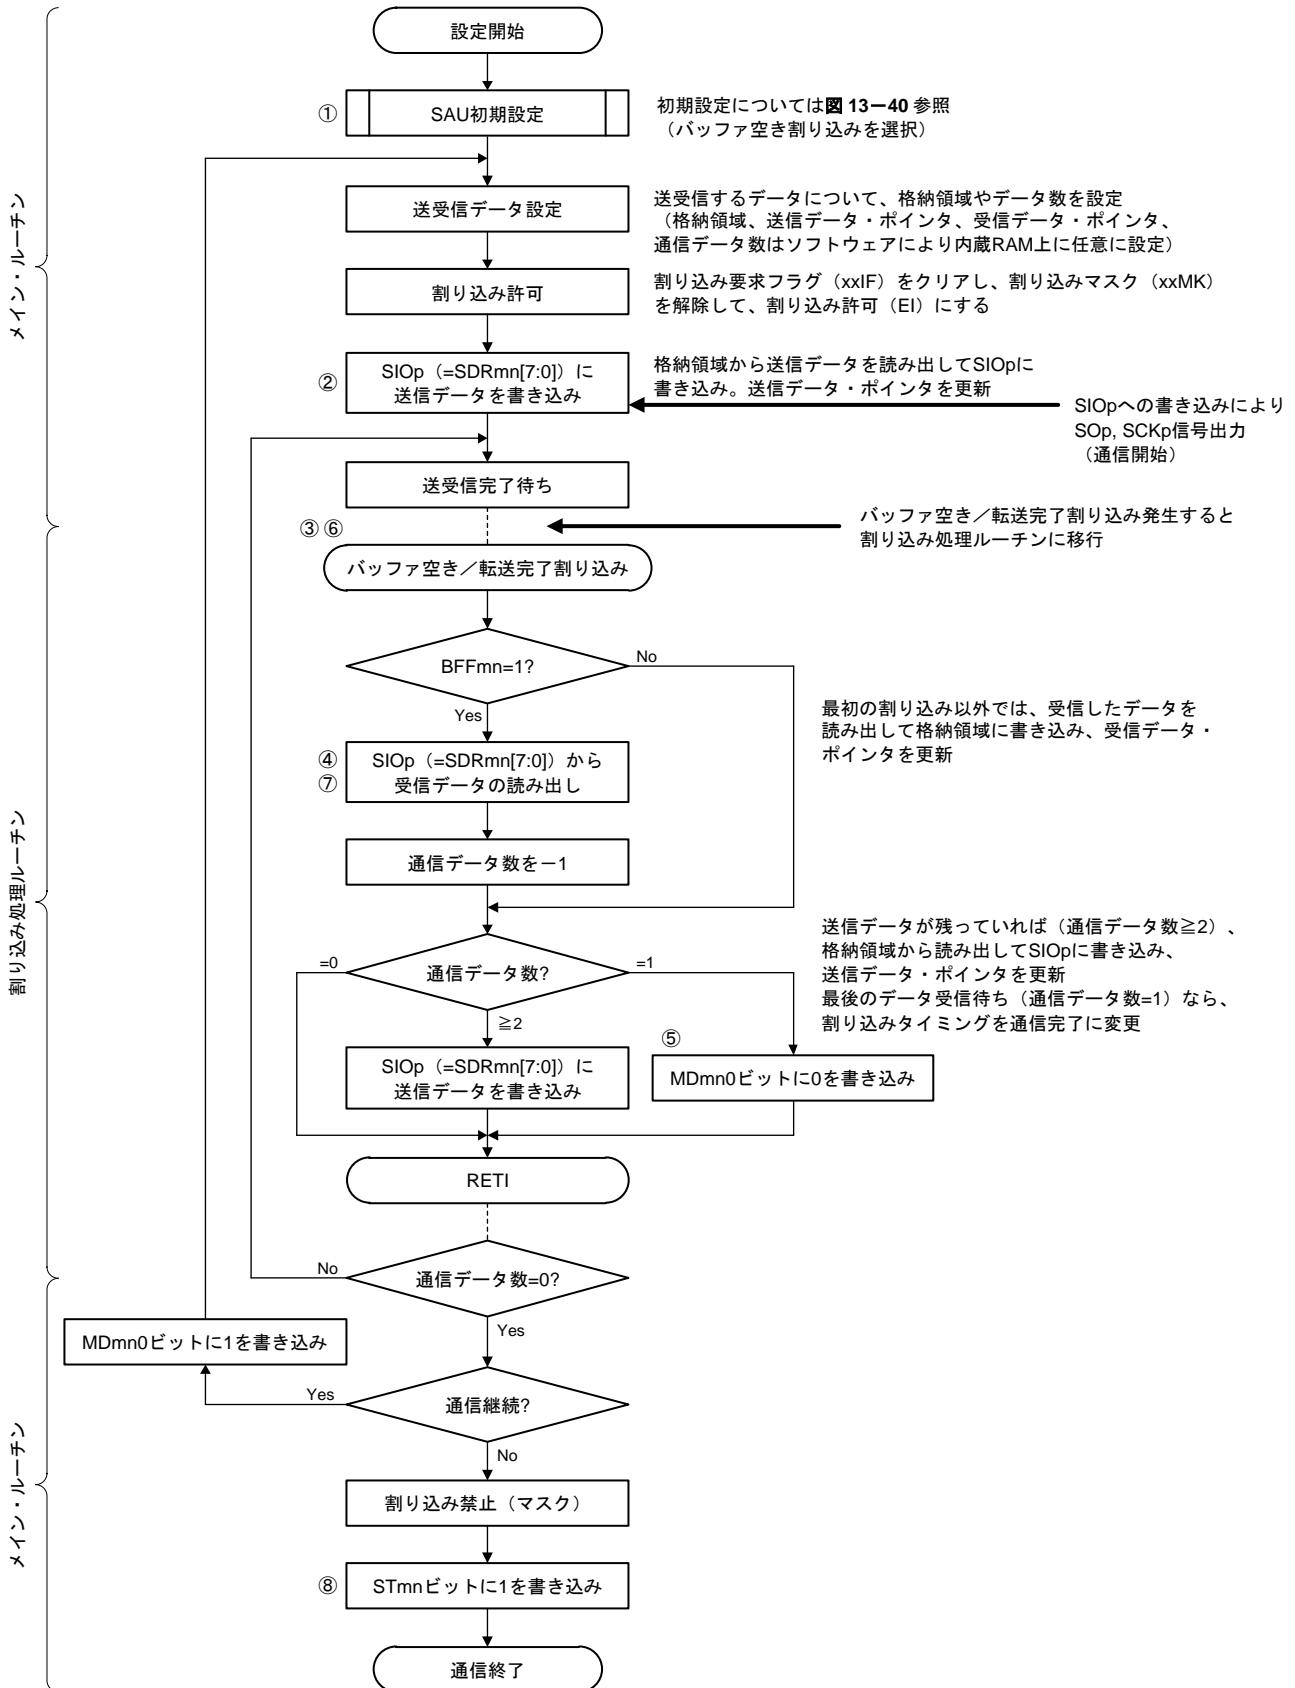 設定開始
①
SAU初期設定
初期設定については図 13－40 参照
（バッファ空き割り込みを選択）
メイン・ルーチン
送受信データ設定
送受信するデータについて、格納領域やデータ数を設定
（格納領域、送信データ・ポインタ、受信データ・ポインタ、
通信データ数はソフトウェアにより内蔵RAM上に任意に設定）
割り込み許可
割り込み要求フラグ（xxIF）をクリアし、割り込みマスク（xxMK）
を解除して、割り込み許可（EI）にする
②
SIOp（=SDRmn[7:0]）に
送信データを書き込み
格納領域から送信データを読み出してSIOpに
書き込み。送信データ・ポインタを更新
SIOpへの書き込みにより
SOp, SCKp信号出力
（通信開始）
送受信完了待ち
③ ⑥
バッファ空き／転送完了割り込み発生すると
割り込み処理ルーチンに移行
バッファ空き／転送完了割り込み
BFFmn=1?
No
Yes
最初の割り込み以外では、受信したデータを
読み出して格納領域に書き込み、受信データ・
ポインタを更新
④
⑦
SIOp（=SDRmn[7:0]）から
受信データの読み出し
割り込み処理ルーチン
通信データ数を－1
送信データが残っていれば（通信データ数≧2）、
格納領域から読み出してSIOpに書き込み、
送信データ・ポインタを更新
最後のデータ受信待ち（通信データ数=1）なら、
割り込みタイミングを通信完了に変更
=0
通信データ数?
=1
≧2
⑤
SIOp（=SDRmn[7:0]）に
送信データを書き込み
MDmn0ビットに0を書き込み
RETI
No
通信データ数=0?
Yes
MDmn0ビットに1を書き込み
Yes
通信継続?
No
メイン・ルーチン
割り込み禁止（マスク）
⑧
STmnビットに1を書き込み
通信終了